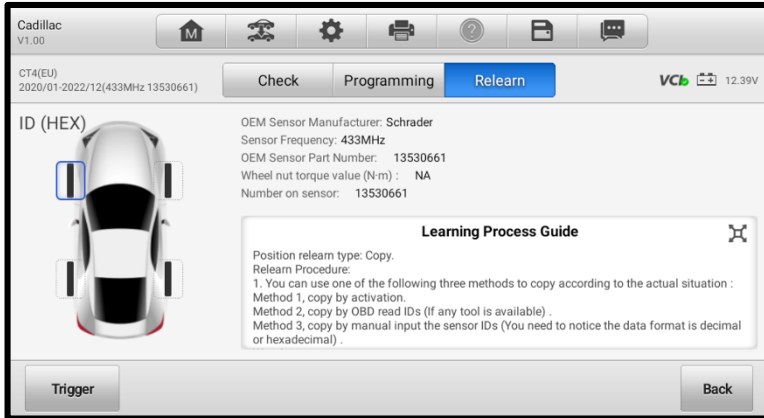 Cadillac
V1.00
M
CT4(EU)
2020/01-2022/12(433MHz 13530661)
Check
Programming
Relearn
VCI
12.39V
ID (HEX)
OEM Sensor Manufacturer: Schrader
Sensor Frequency: 433MHz
OEM Sensor Part Number: 13530661
Wheel nut torque value (N·m) : NA
Number on sensor: 13530661
Learning Process Guide
Position relearn type: Copy.
Relearn Procedure:
1. You can use one of the following three methods to copy according to the actual situation :
Method 1, copy by activation.
Method 2, copy by OBD read IDs (If any tool is available) .
Method 3, copy by manual input the sensor IDs (You need to notice the data format is decimal
or hexadecimal) .
Trigger
Back